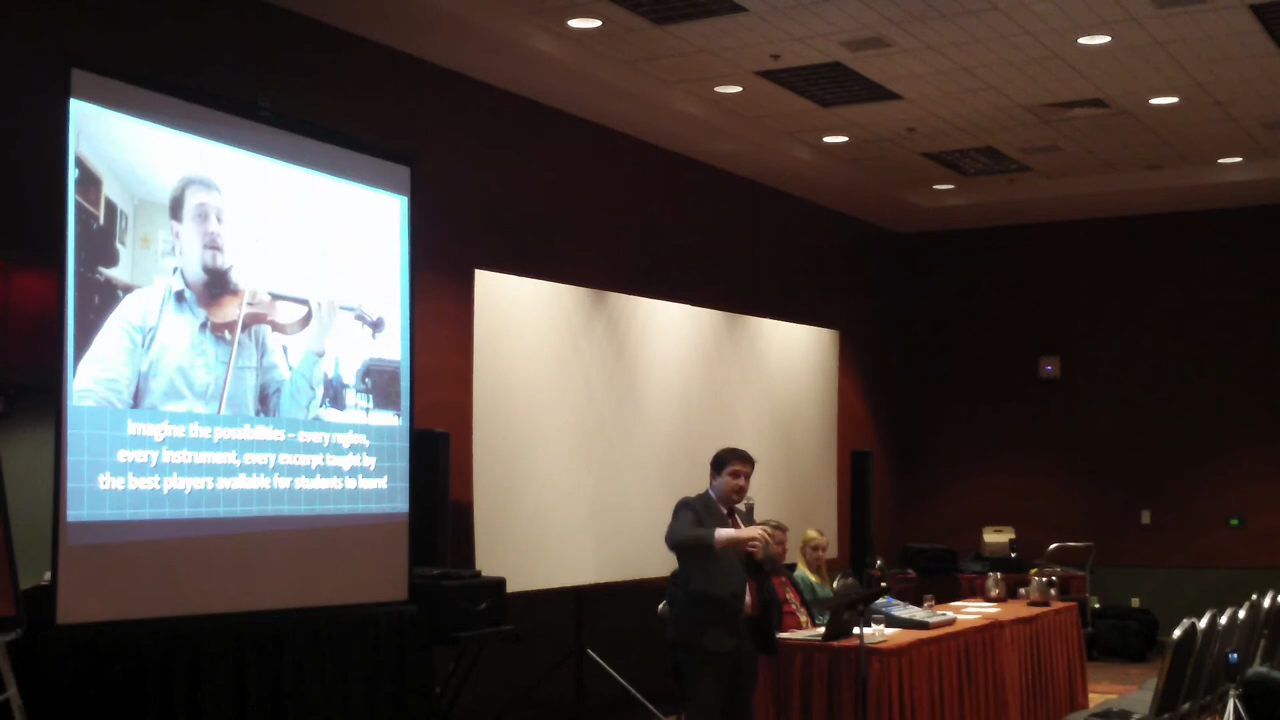 Imagine the possibilities - every region,
every instrument, every excerpt taught by
the best players available for students to learn!